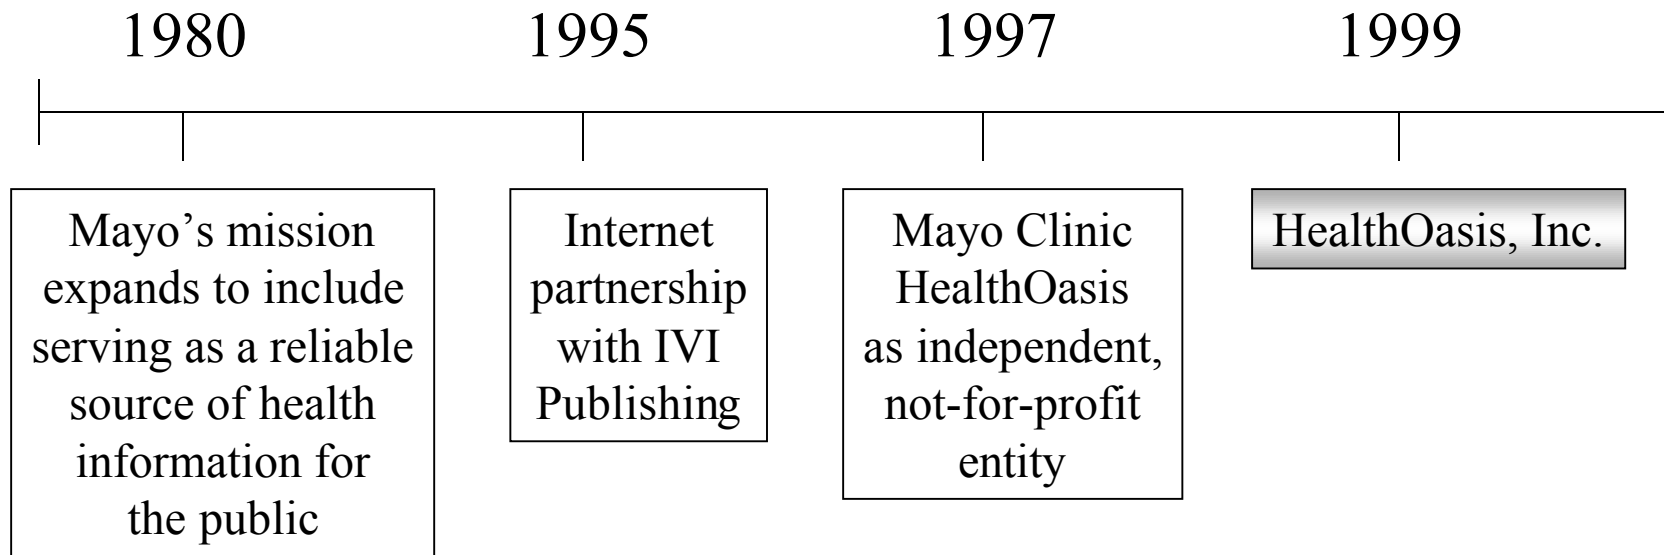 1980 1995 1997 1999
Mayo’s mission
expands to include
serving as a reliable
source of health
information for
the public
Internet
partnership
with IVI
Publishing
Mayo Clinic
HealthOasis
as independent,
not-for-profit
entity
HealthOasis, Inc.